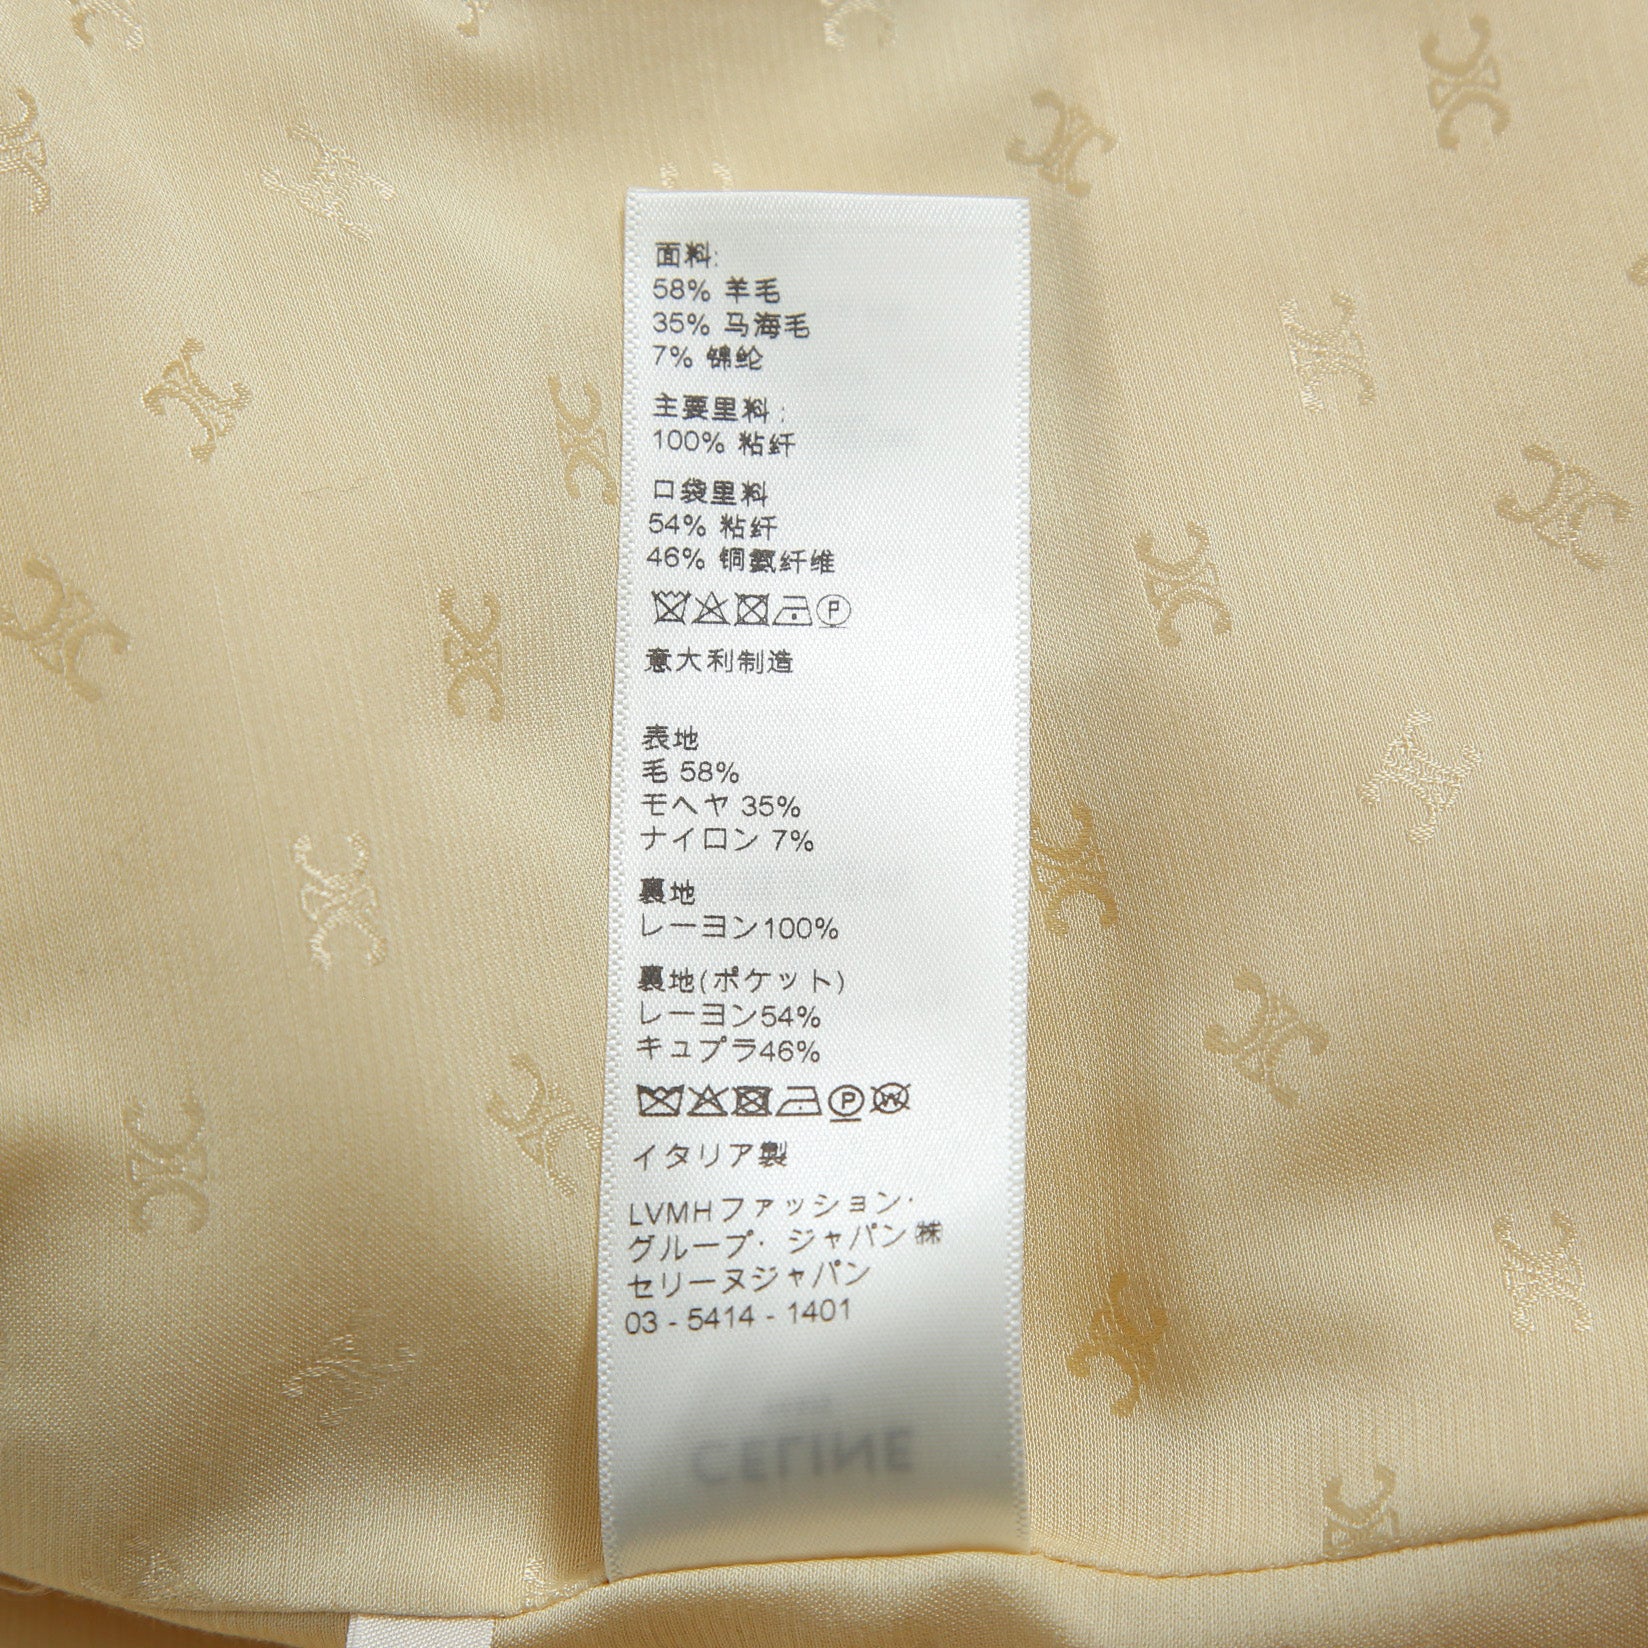 面料:
58% 羊毛
35% 马海毛
7% 锦纶
主要里料:
100% 粘纤
口袋里料
54% 粘纤
46% 铜氨纤维
意大利制造
表地
毛 58%
モヘヤ 35%
ナイロン 7%
裏地
レーヨン100%
裏地(ポケット)
レーヨン54%
キュプラ46%
イタリア製
LVMHファッション・
グループ・ジャパン㈱
セリーヌジャパン
03 - 5414 - 1401
CELINE